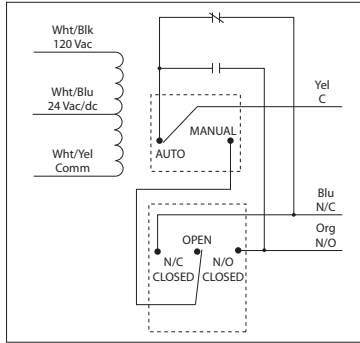 Wht/Blk
120 Vac
Wht/Blu
24 Vac/dc
Wht/Yel
Comm
Yel
C
MANUAL
AUTO
Blu
N/C
Org
N/O
OPEN
N/C
CLOSED
N/O
CLOSED